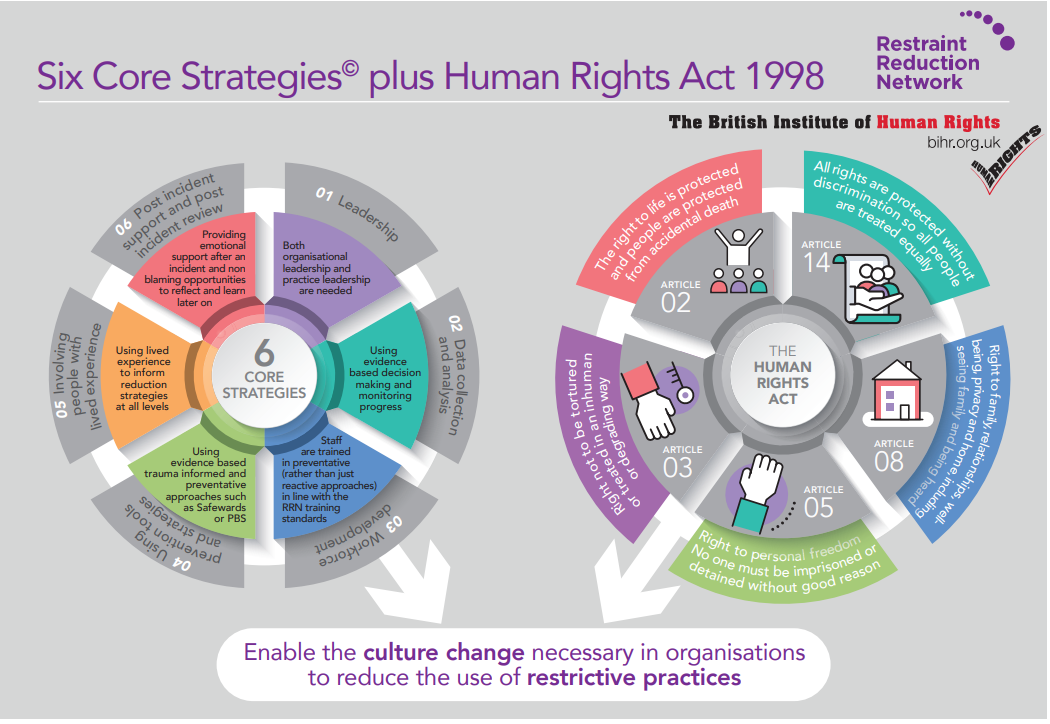 Six Core Strategies© plus Human Rights Act 1998
Restraint
Reduction
Network
The British Institute of Human Rights
bihr.org.uk
HUMAN RIGHTS
01 Leadership
Both
organisational
leadership and
practice leadership
are needed
02 Data collection
and analysis
Using
evidence
based decision
making and
monitoring
progress
03 Workforce
development
Staff
are trained
in preventative
(rather than just
reactive approaches)
in line with the
RRN training
standards
04 Using
prevention tools
and strategies
Using
evidence based
trauma informed and
preventative
approaches such
as Safewards
or PBS
05 Involving
people with
lived experience
Using lived
experience
to inform
reduction
strategies
at all levels
06 Post incident
support and post
incident review
Providing
emotional
support after an
incident and non
blaming opportunities
to reflect and learn
later on
6
CORE
STRATEGIES
The right to life is protected
and people are protected
from accidental death
ARTICLE
02
All rights are protected without
discrimination so all people
are treated equally
ARTICLE
14
Right not to be tortured
or treated in an inhuman
or degrading way
ARTICLE
03
Right to family, relationships, well-
being, privacy and home, including
seeing family and being heard
ARTICLE
08
ARTICLE
05
Right to personal freedom
No one must be imprisoned or
detained without good reason
THE
HUMAN
RIGHTS
ACT
Enable the culture change necessary in organisations
to reduce the use of restrictive practices